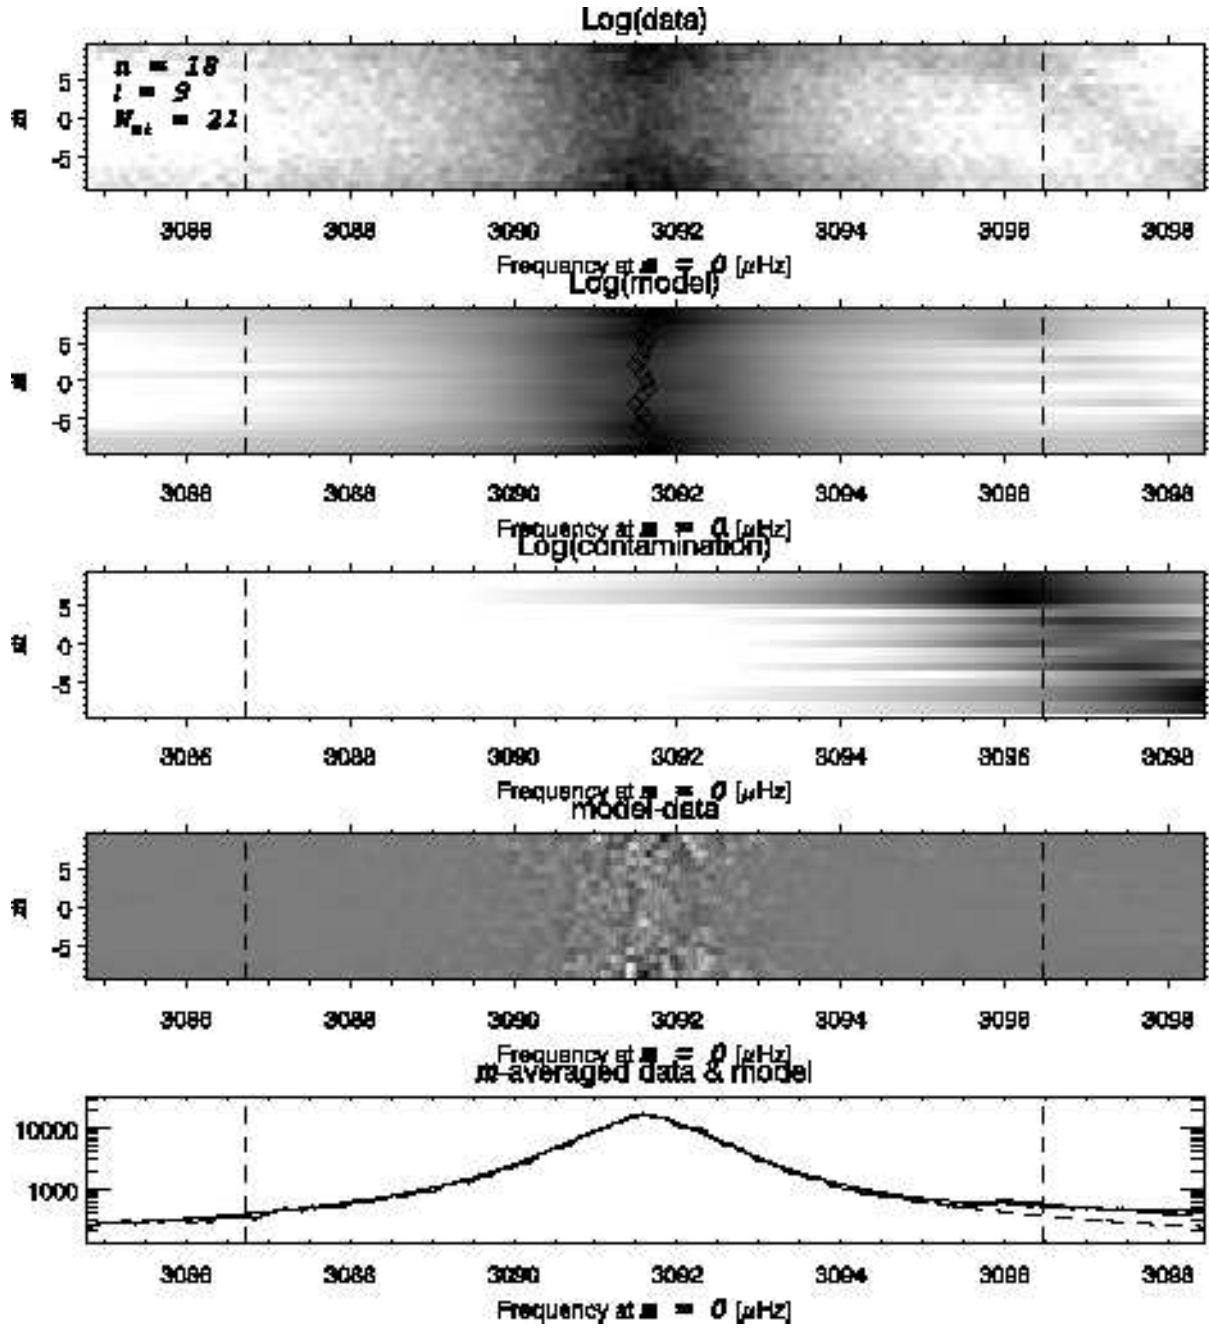 Log(data)
n = 18
l = 9
5
0
-5
m
3086 3088 3090 3092 3094 3096 3098
Frequency at m = 0 [μHz]
Log(model)
5
0
-5
m
3086 3088 3090 3092 3094 3096 3098
Frequency at m = 0 [μHz]
Log(contamination)
5
0
-5
m
3086 3088 3090 3092 3094 3096 3098
Frequency at m = 0 [μHz]
model-data
5
0
-5
m
3086 3088 3090 3092 3094 3096 3098
Frequency at m = 0 [μHz]
m-averaged data & model
10000
1000
3086 3088 3090 3092 3094 3096 3098
Frequency at m = 0 [μHz]